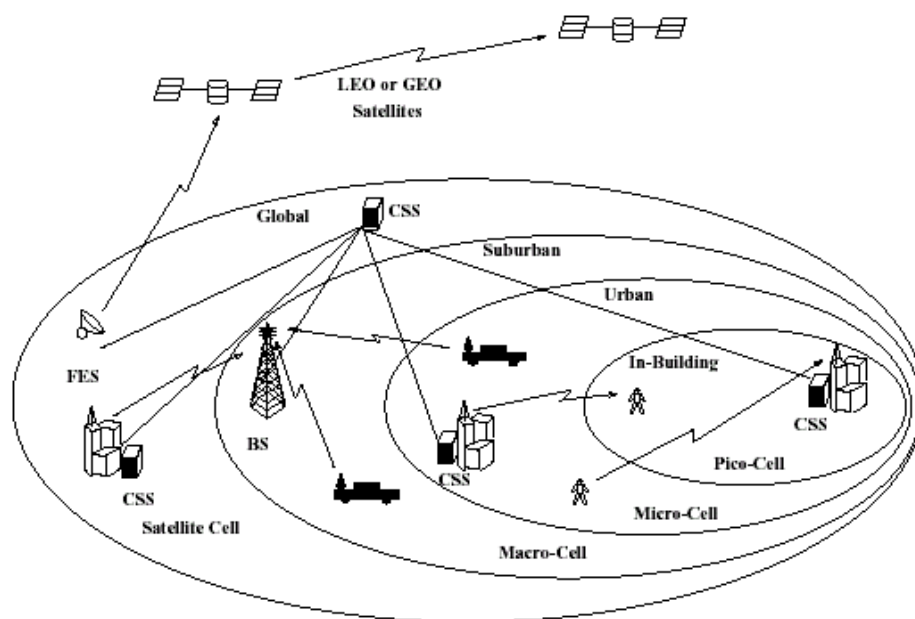 LEO or GEO
Satellites
Global
CSS
Suburban
Urban
In-Building
FES
BS
CSS
CSS
CSS
Pico-Cell
Satellite Cell
Micro-Cell
Macro-Cell